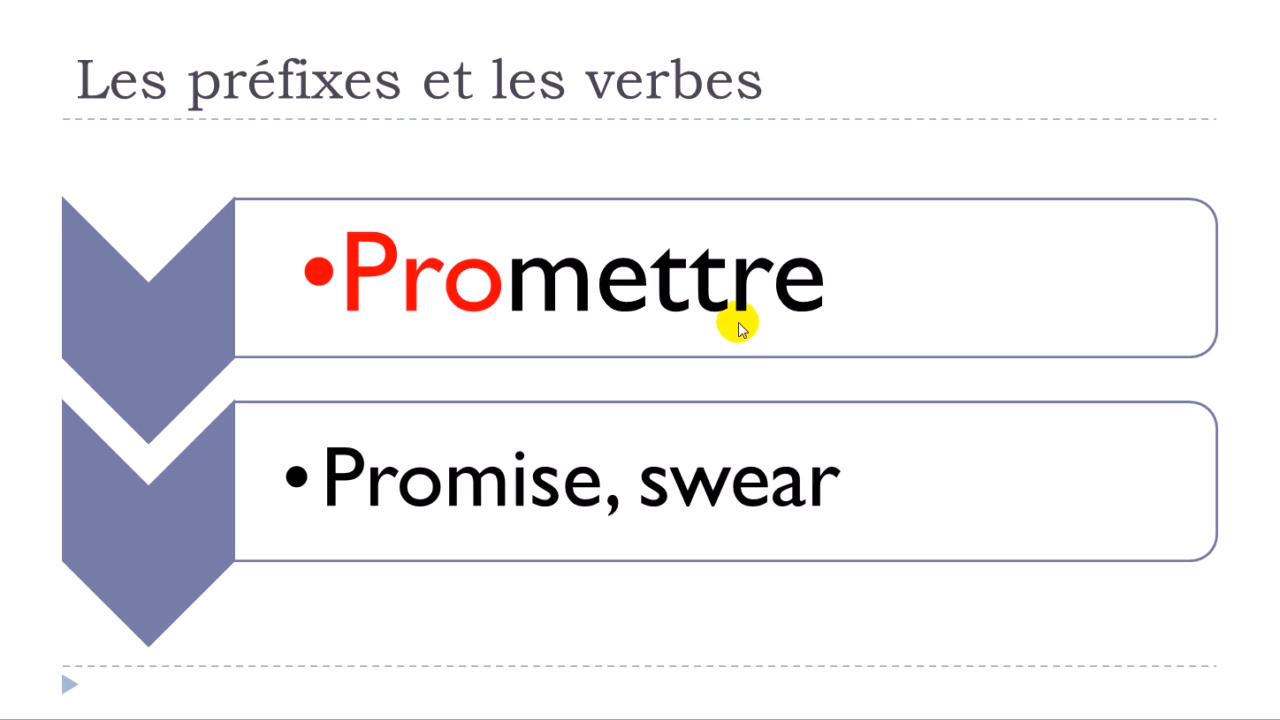 Les préfixes et les verbes
•Promettre
• Promise, swear